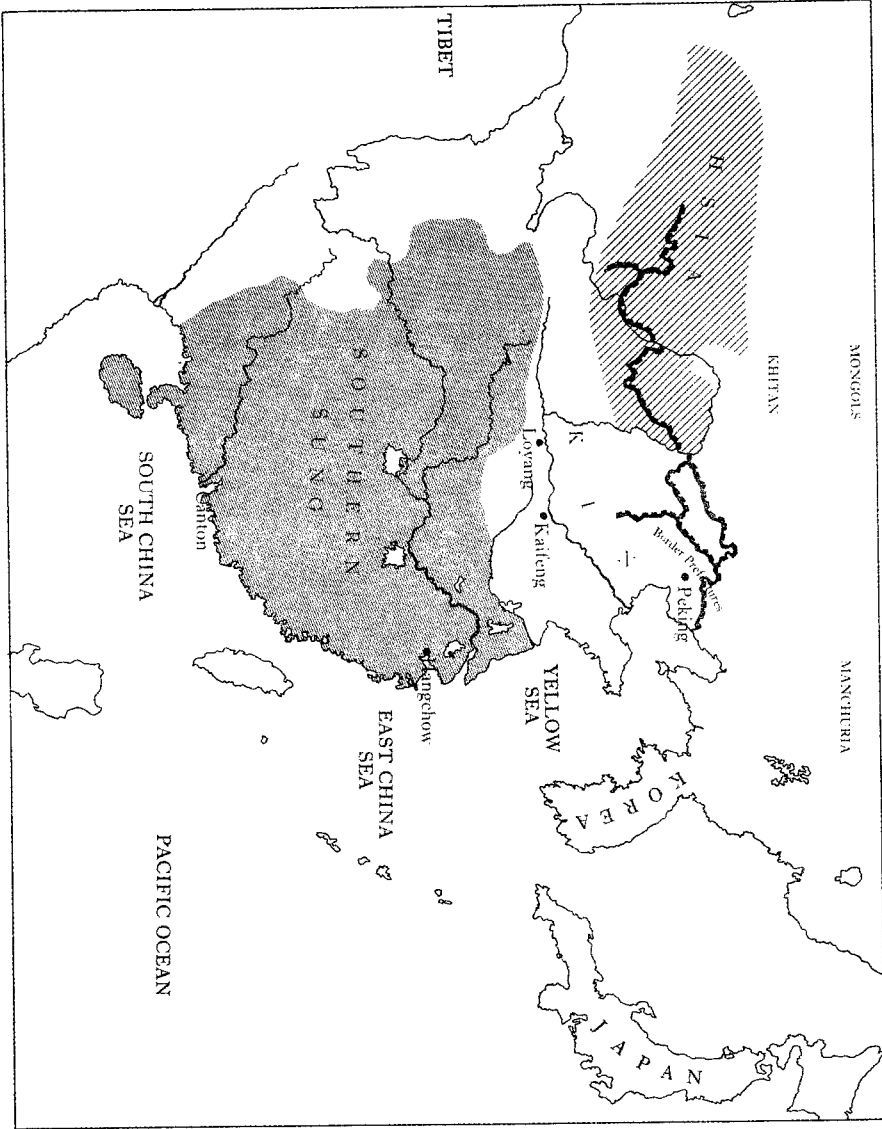 MONGOLS
MANCHURIA
KHITAN
HSIA
Border Prefectures
Peking
KOREA
JAPAN
K I
Loyang
Kaifeng
YELLOW
SEA
TIBET
SOUTHERN
SUNG
Hangchow
EAST CHINA
SEA
Canton
PACIFIC OCEAN
SOUTH CHINA
SEA